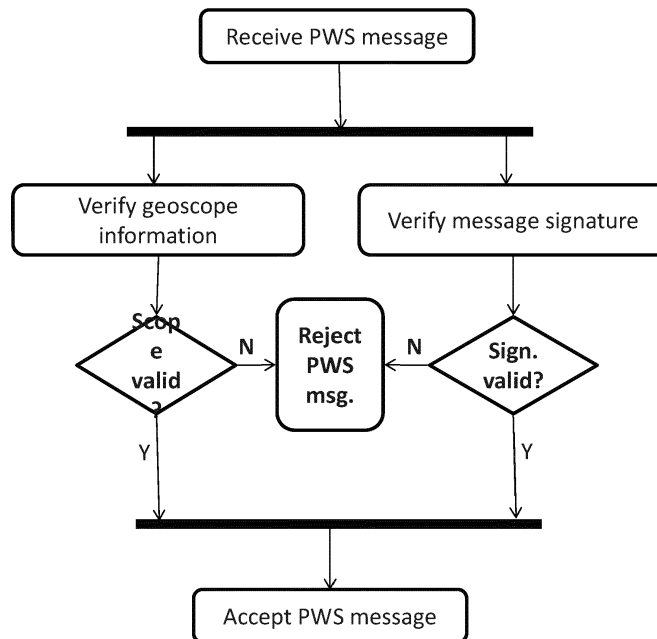 Receive PWS message
Verify geoscope
information
Verify message signature
Scop
e
valid
?
N
Reject
PWS
msg.
N
Sign.
valid?
Y
Y
Accept PWS message